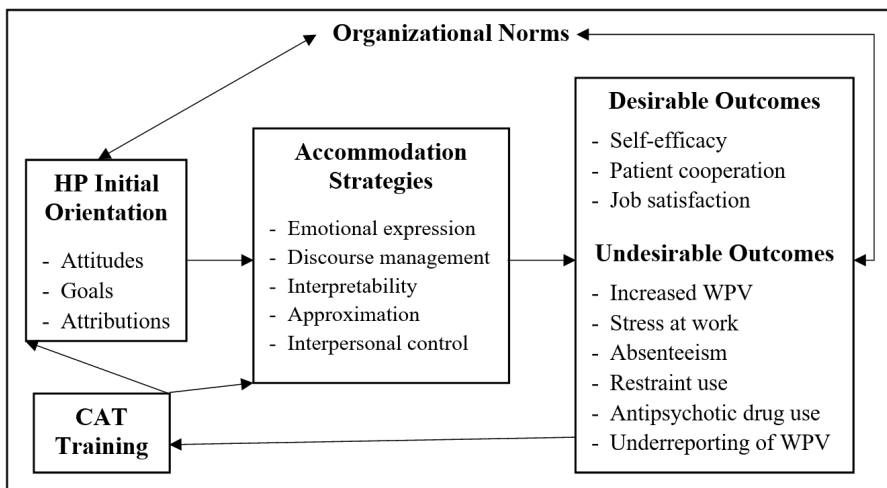 Organizational Norms
HP Initial
Orientation
- Attitudes
- Goals
- Attributions
Accommodation
Strategies
- Emotional expression
- Discourse management
- Interpretability
- Approximation
- Interpersonal control
Desirable Outcomes
- Self-efficacy
- Patient cooperation
- Job satisfaction
Undesirable Outcomes
- Increased WPV
- Stress at work
- Absenteeism
- Restraint use
- Antipsychotic drug use
- Underreporting of WPV
CAT
Training